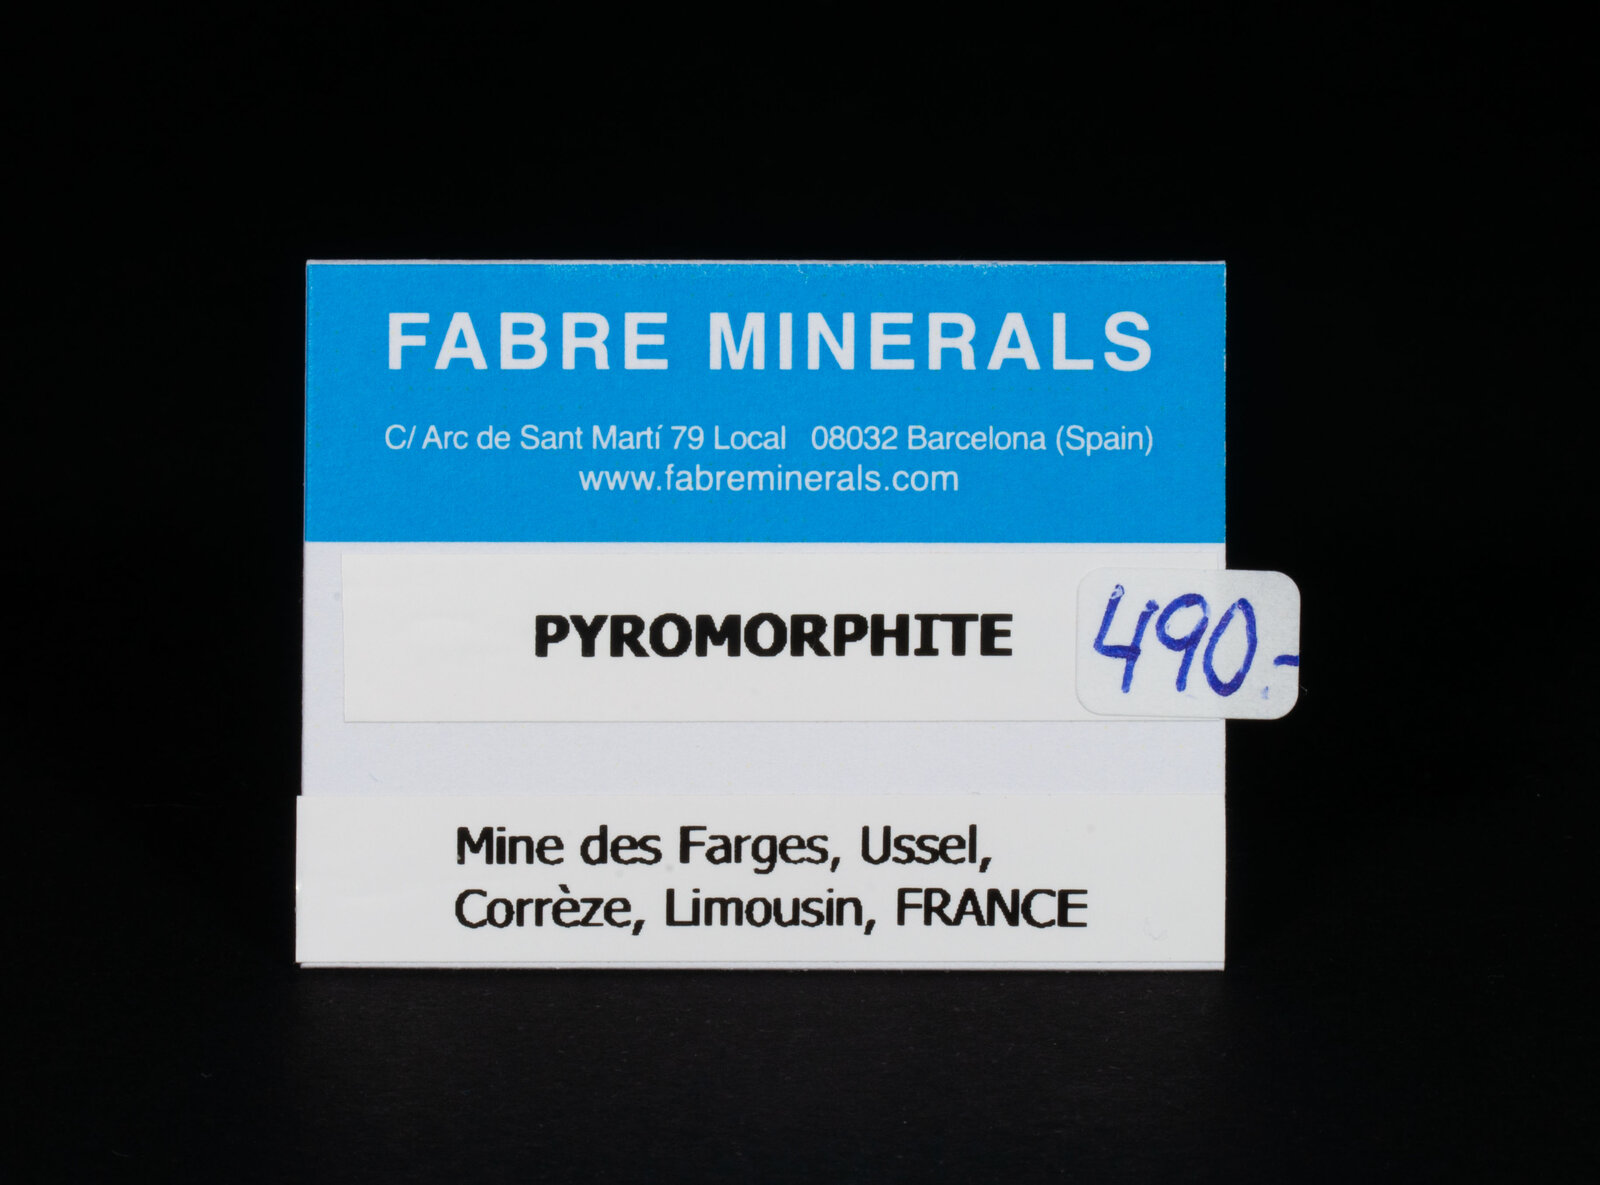 FABRE MINERALS
C/ Arc de Sant Martí 79 Local 08032 Barcelona (Spain)
www.fabreminerals.com
PYROMORPHITE
490.-
Mine des Farges, Ussel,
Corrèze, Limousin, FRANCE